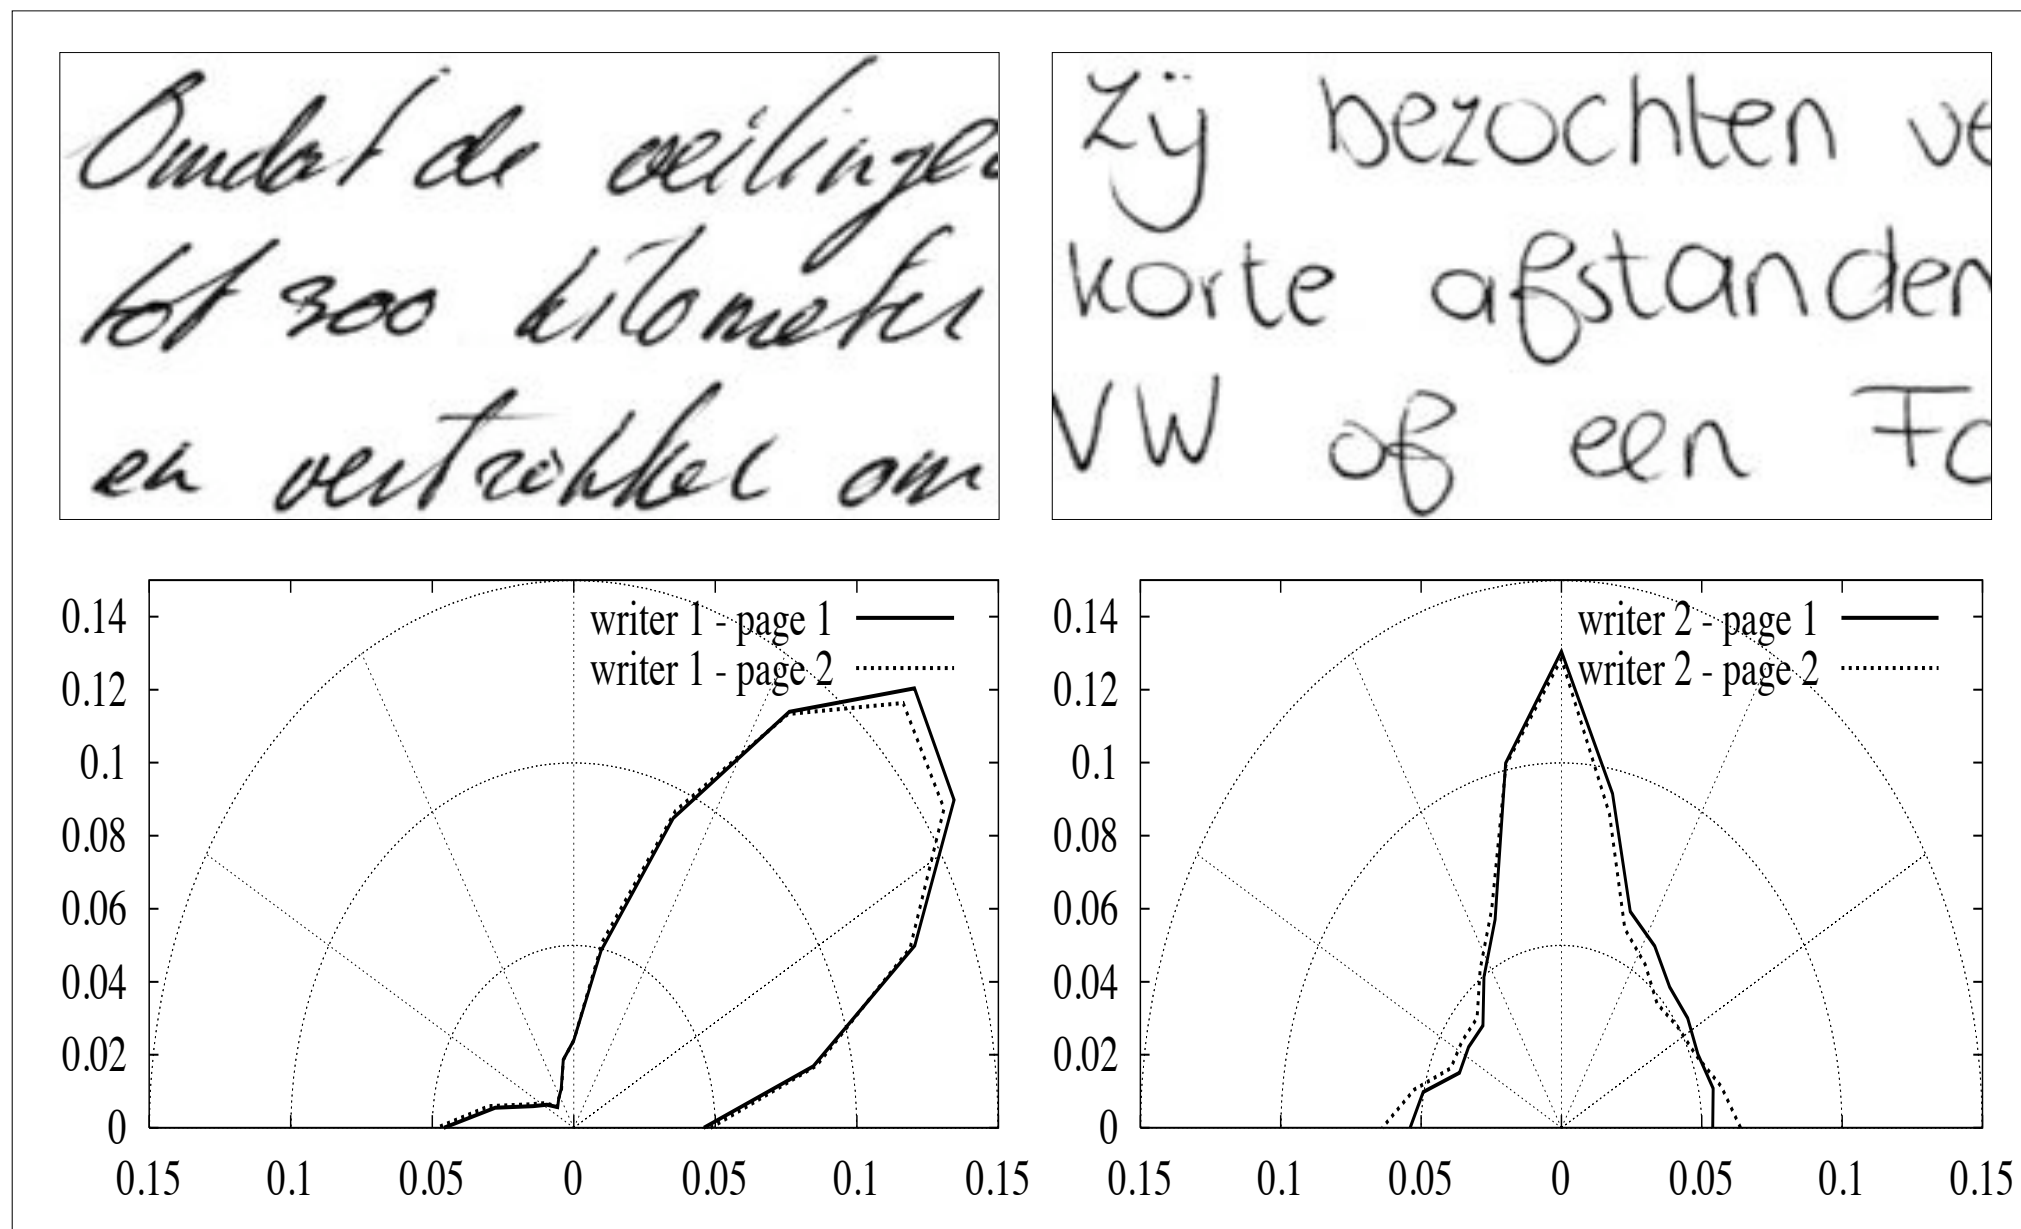 Omdat de veilingen
tot 300 kilometer
en vertrokken om
Zij bezochten ve
korte afstanden
VW of een Fo
0.14
0.12
0.1
0.08
0.06
0.04
0.02
0
0.15 0.1 0.05 0 0.05 0.1 0.15
writer 1 - page 1
writer 1 - page 2
0.14
0.12
0.1
0.08
0.06
0.04
0.02
0
0.15 0.1 0.05 0 0.05 0.1 0.15
writer 2 - page 1
writer 2 - page 2